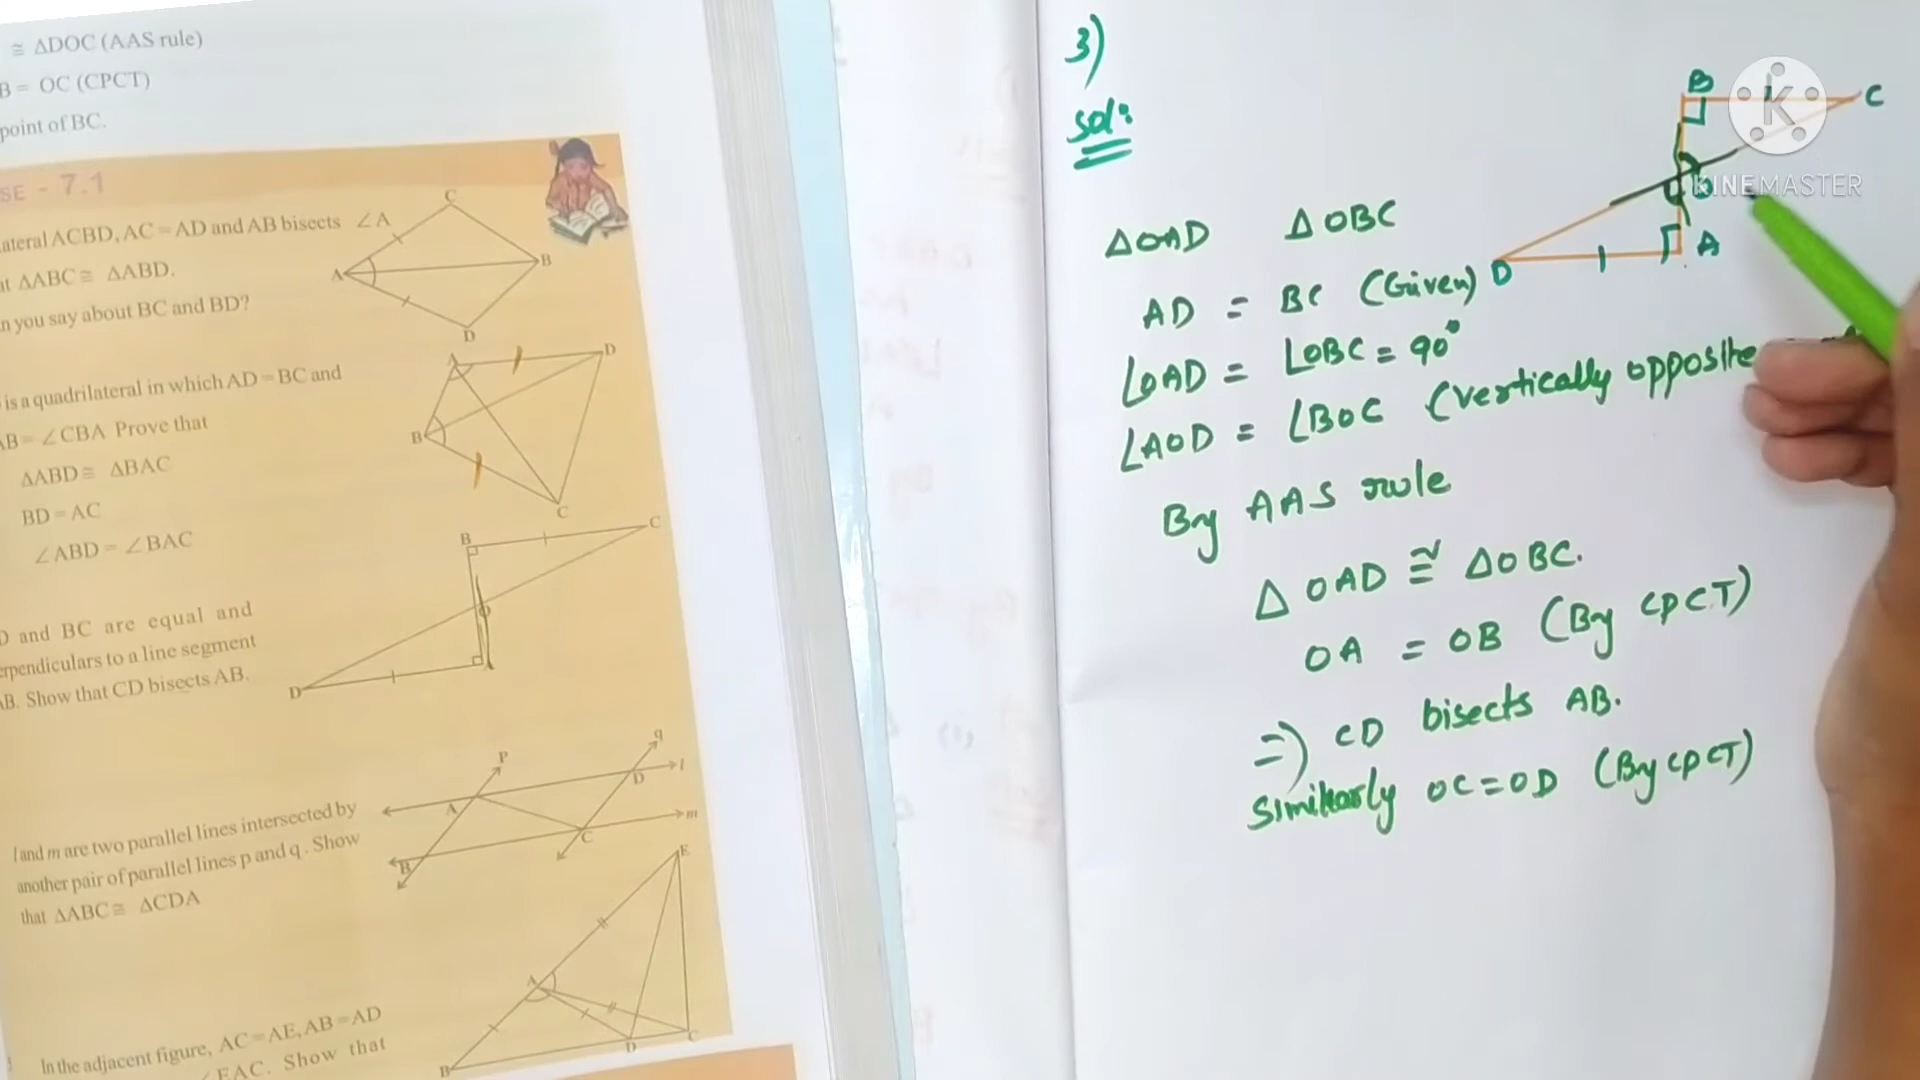 ≅ ΔDOC (AAS rule)
B = OC (CPCT)
point of BC.
SE - 7.1
ateral ACBD, AC = AD and AB bisects ∠A
at ΔABC ≅ ΔABD.
n you say about BC and BD?
C
A
B
D
is a quadrilateral in which AD = BC and
AB = ∠CBA Prove that
ΔABD ≅ ΔBAC
BD = AC
∠ABD = ∠BAC
A
D
B
C
D and BC are equal and
erpendiculars to a line segment
AB. Show that CD bisects AB.
B
C
D
l and m are two parallel lines intersected by
another pair of parallel lines p and q . Show
that ΔABC ≅ ΔCDA
P
q
A
D
l
B
C
m
In the adjacent figure, AC = AE, AB = AD
∠EAC. Show that
E
A
B
D
C
3)
Sol:
B
C
O
D
A
KINEMASTER
K
ΔOAD ΔOBC
AD = BC (Given)
∠OAD = ∠OBC = 90°
∠AOD = ∠BOC (Vertically opposite
By AAS rule
Δ OAD ≅ ΔOBC.
OA = OB (By CPCT)
=) CD bisects AB.
Similarly OC = OD (By CPCT)